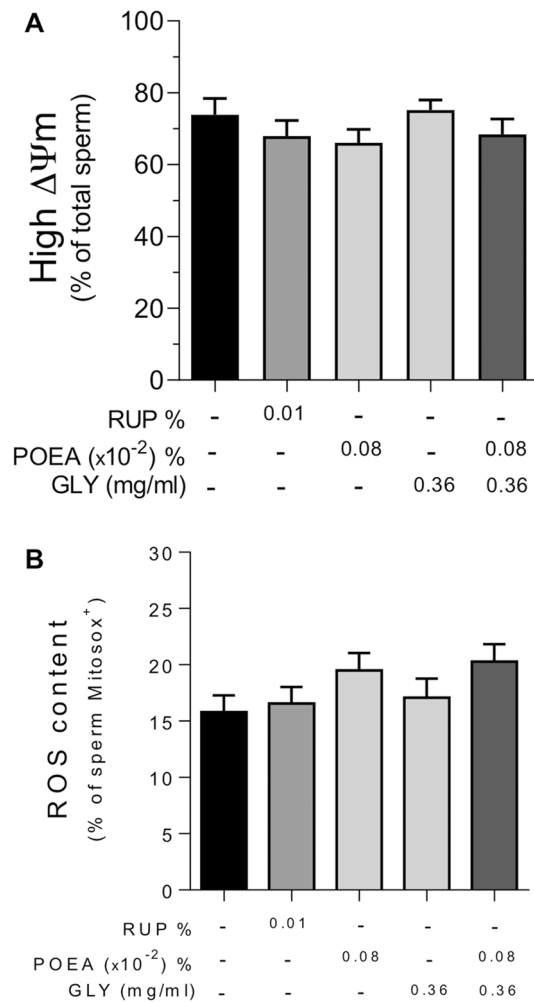 A
High ΔΨm
(% of total sperm)
100
80
60
40
20
0
RUP % - 0.01 - - -
POEA (x10-2) % - - 0.08 - 0.08
GLY (mg/ml) - - - 0.36 0.36
B
ROS content
(% of sperm Mitosox+)
30
25
20
15
10
5
0
RUP % - 0.01 - - -
POEA (x10-2) % - - 0.08 - 0.08
GLY (mg/ml) - - - 0.36 0.36